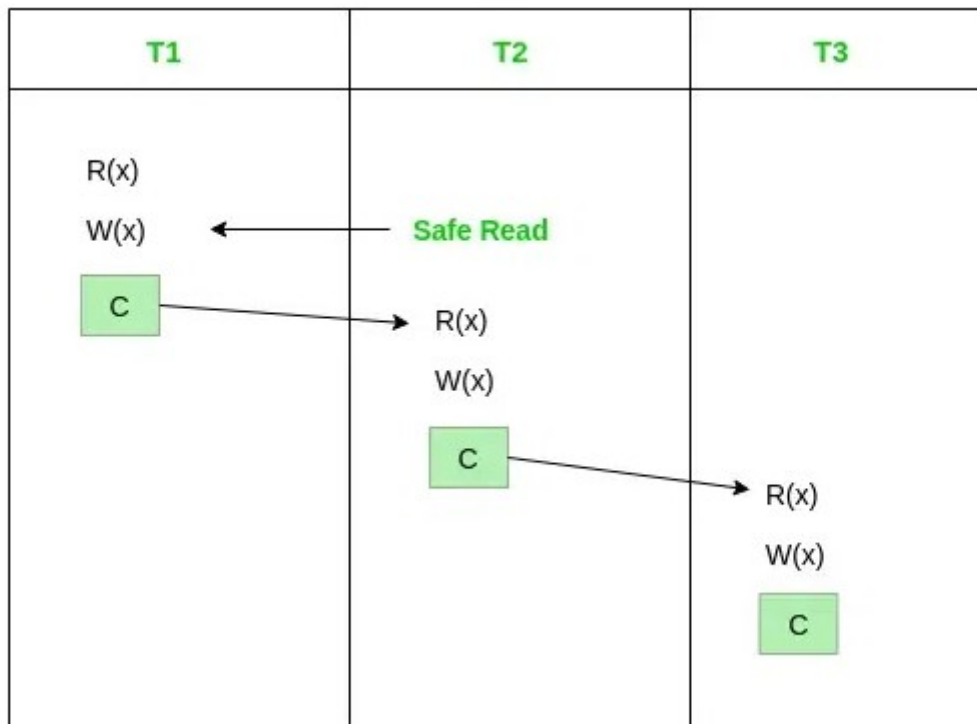 T1 T2 T3
R(x)
W(x) Safe Read
C
R(x)
W(x)
C
R(x)
W(x)
C